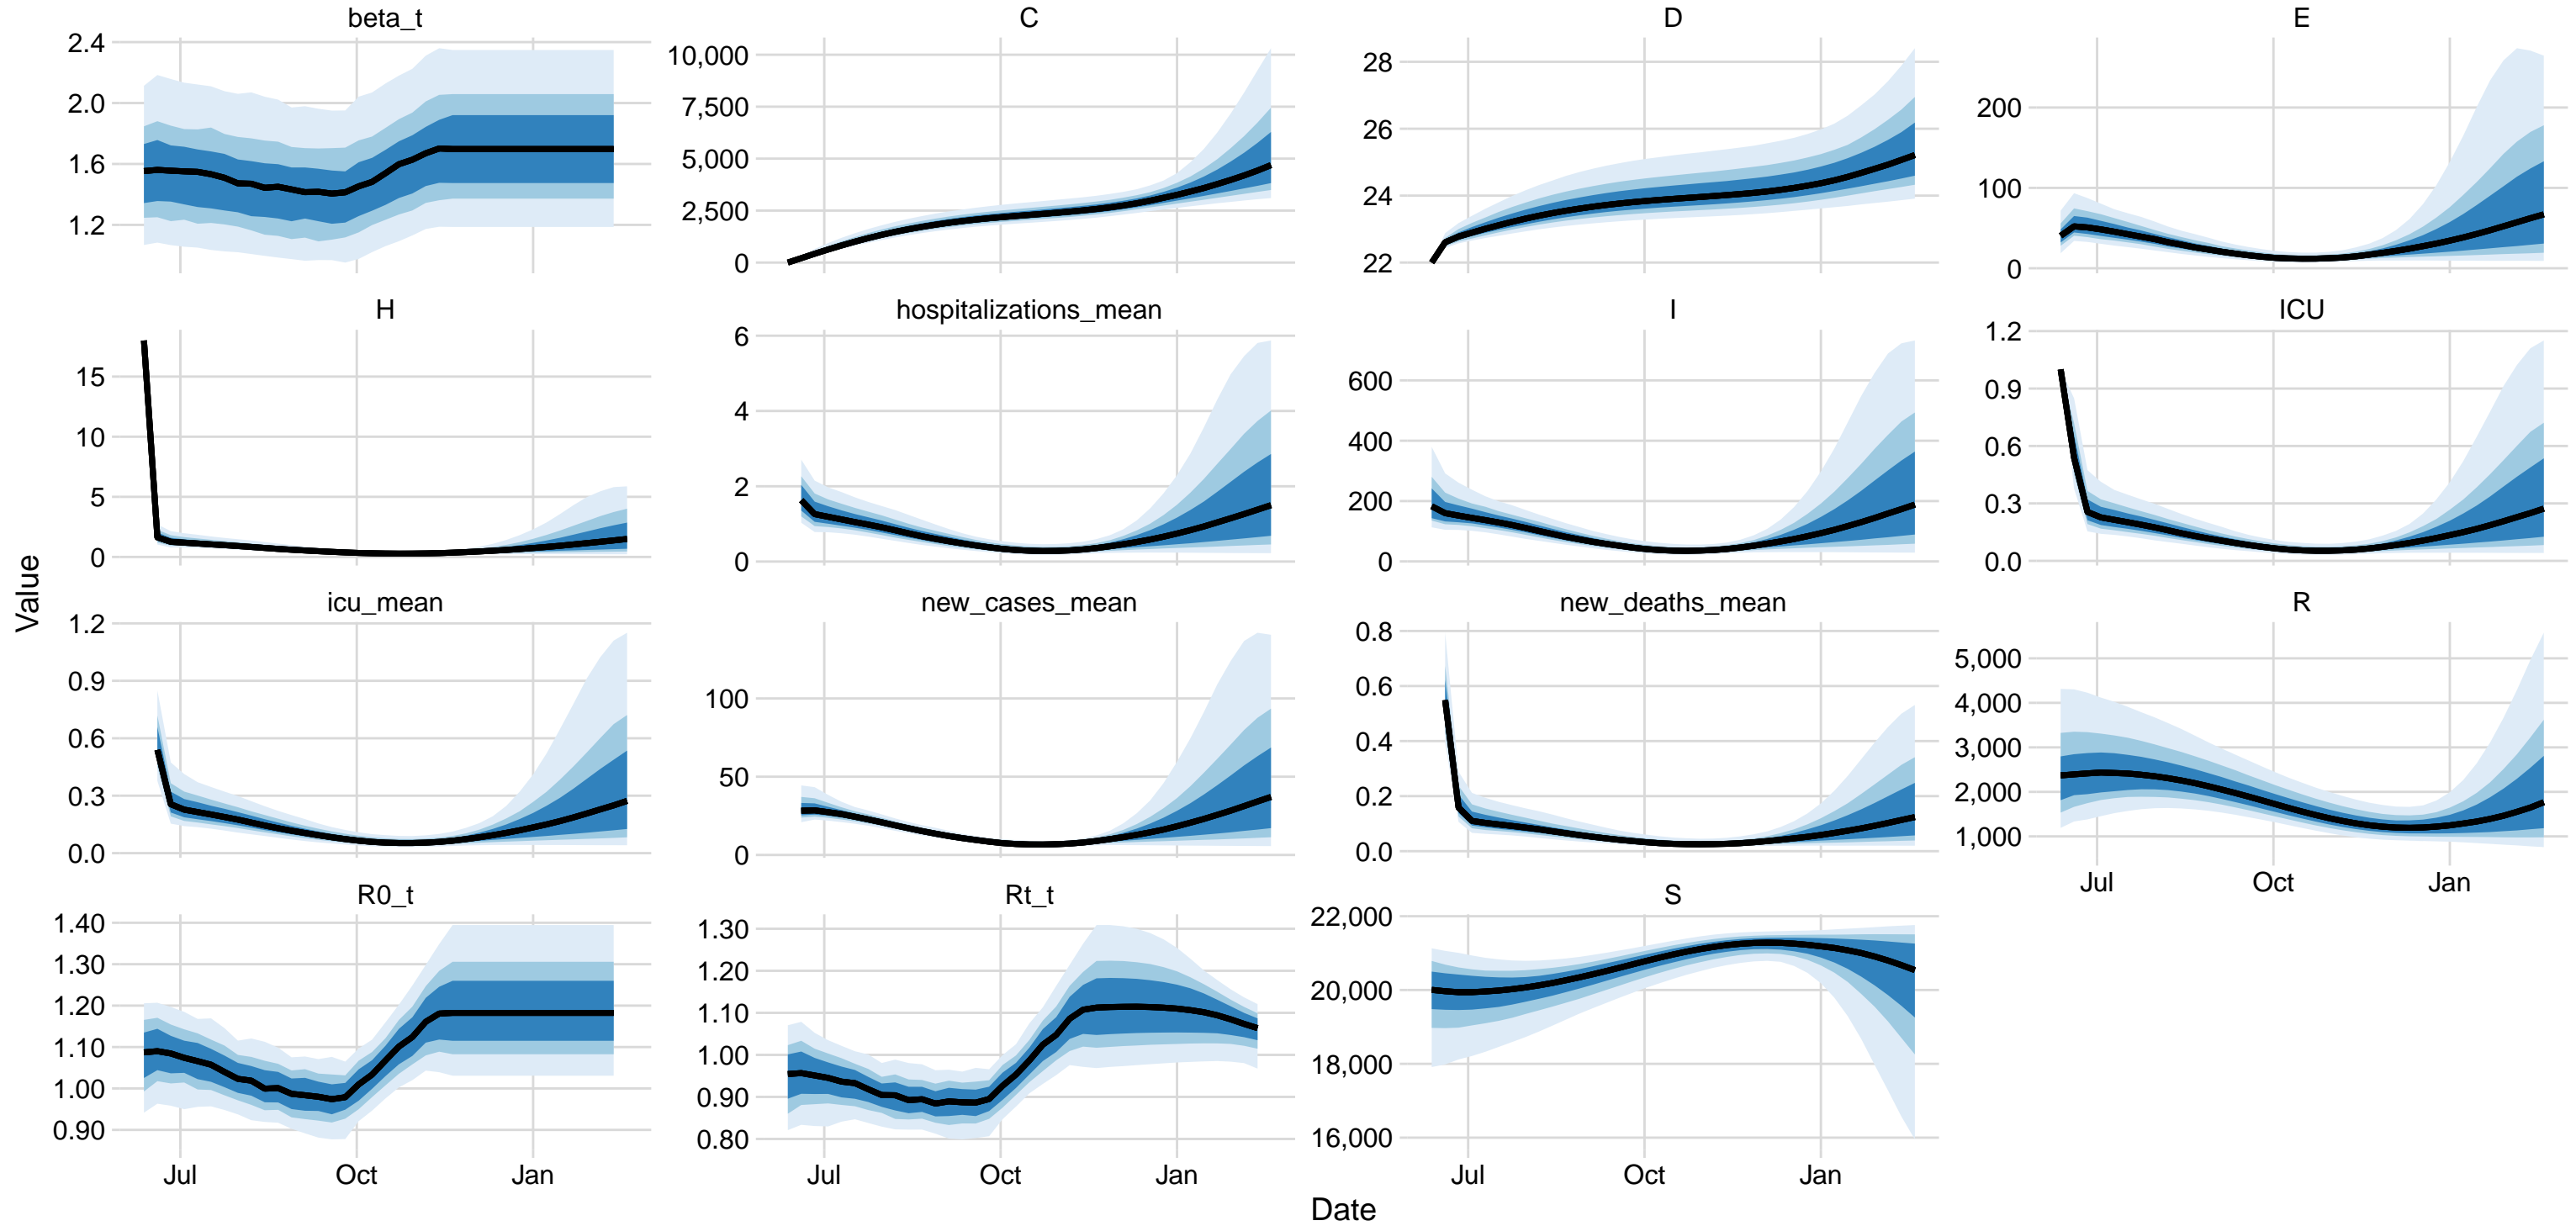 beta_t C D E
2.4 10,000 28 200
2.0 7,500 26 100
1.6 5,000 24 0
1.2 2,500 22
0
H hospitalizations_mean I ICU
15 6 600 1.2
10 4 400 0.9
5 2 200 0.6
0 0 0 0.3
0.0
Value
icu_mean new_cases_mean new_deaths_mean R
1.2 100 0.8 5,000
0.9 50 0.6 4,000
0.6 0 0.4 3,000
0.3 0.2 2,000
0.0 0.0 1,000
Jul Oct Jan
R0_t Rt_t S
1.40 1.30 22,000
1.30 1.20 20,000
1.20 1.10 18,000
1.10 1.00 16,000
1.00 0.90
0.90 0.80
Jul Oct Jan Jul Oct Jan Jul Oct Jan
Date